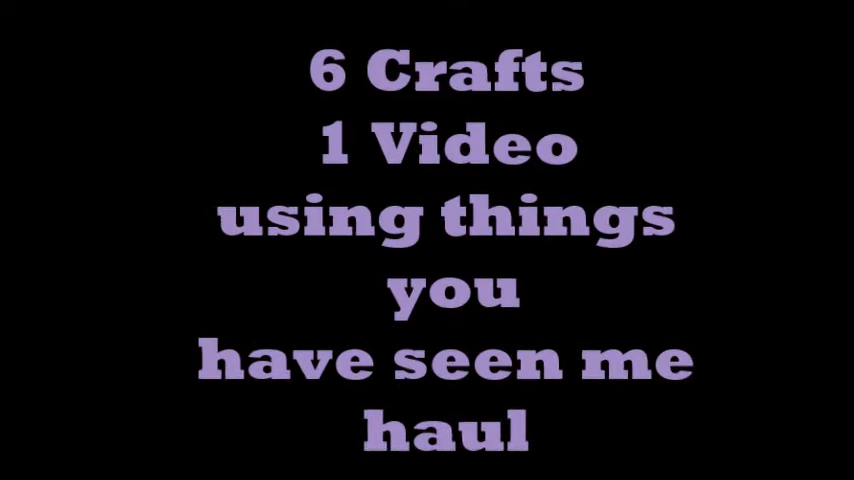 6 Crafts
1 Video
using things
you
have seen me
haul